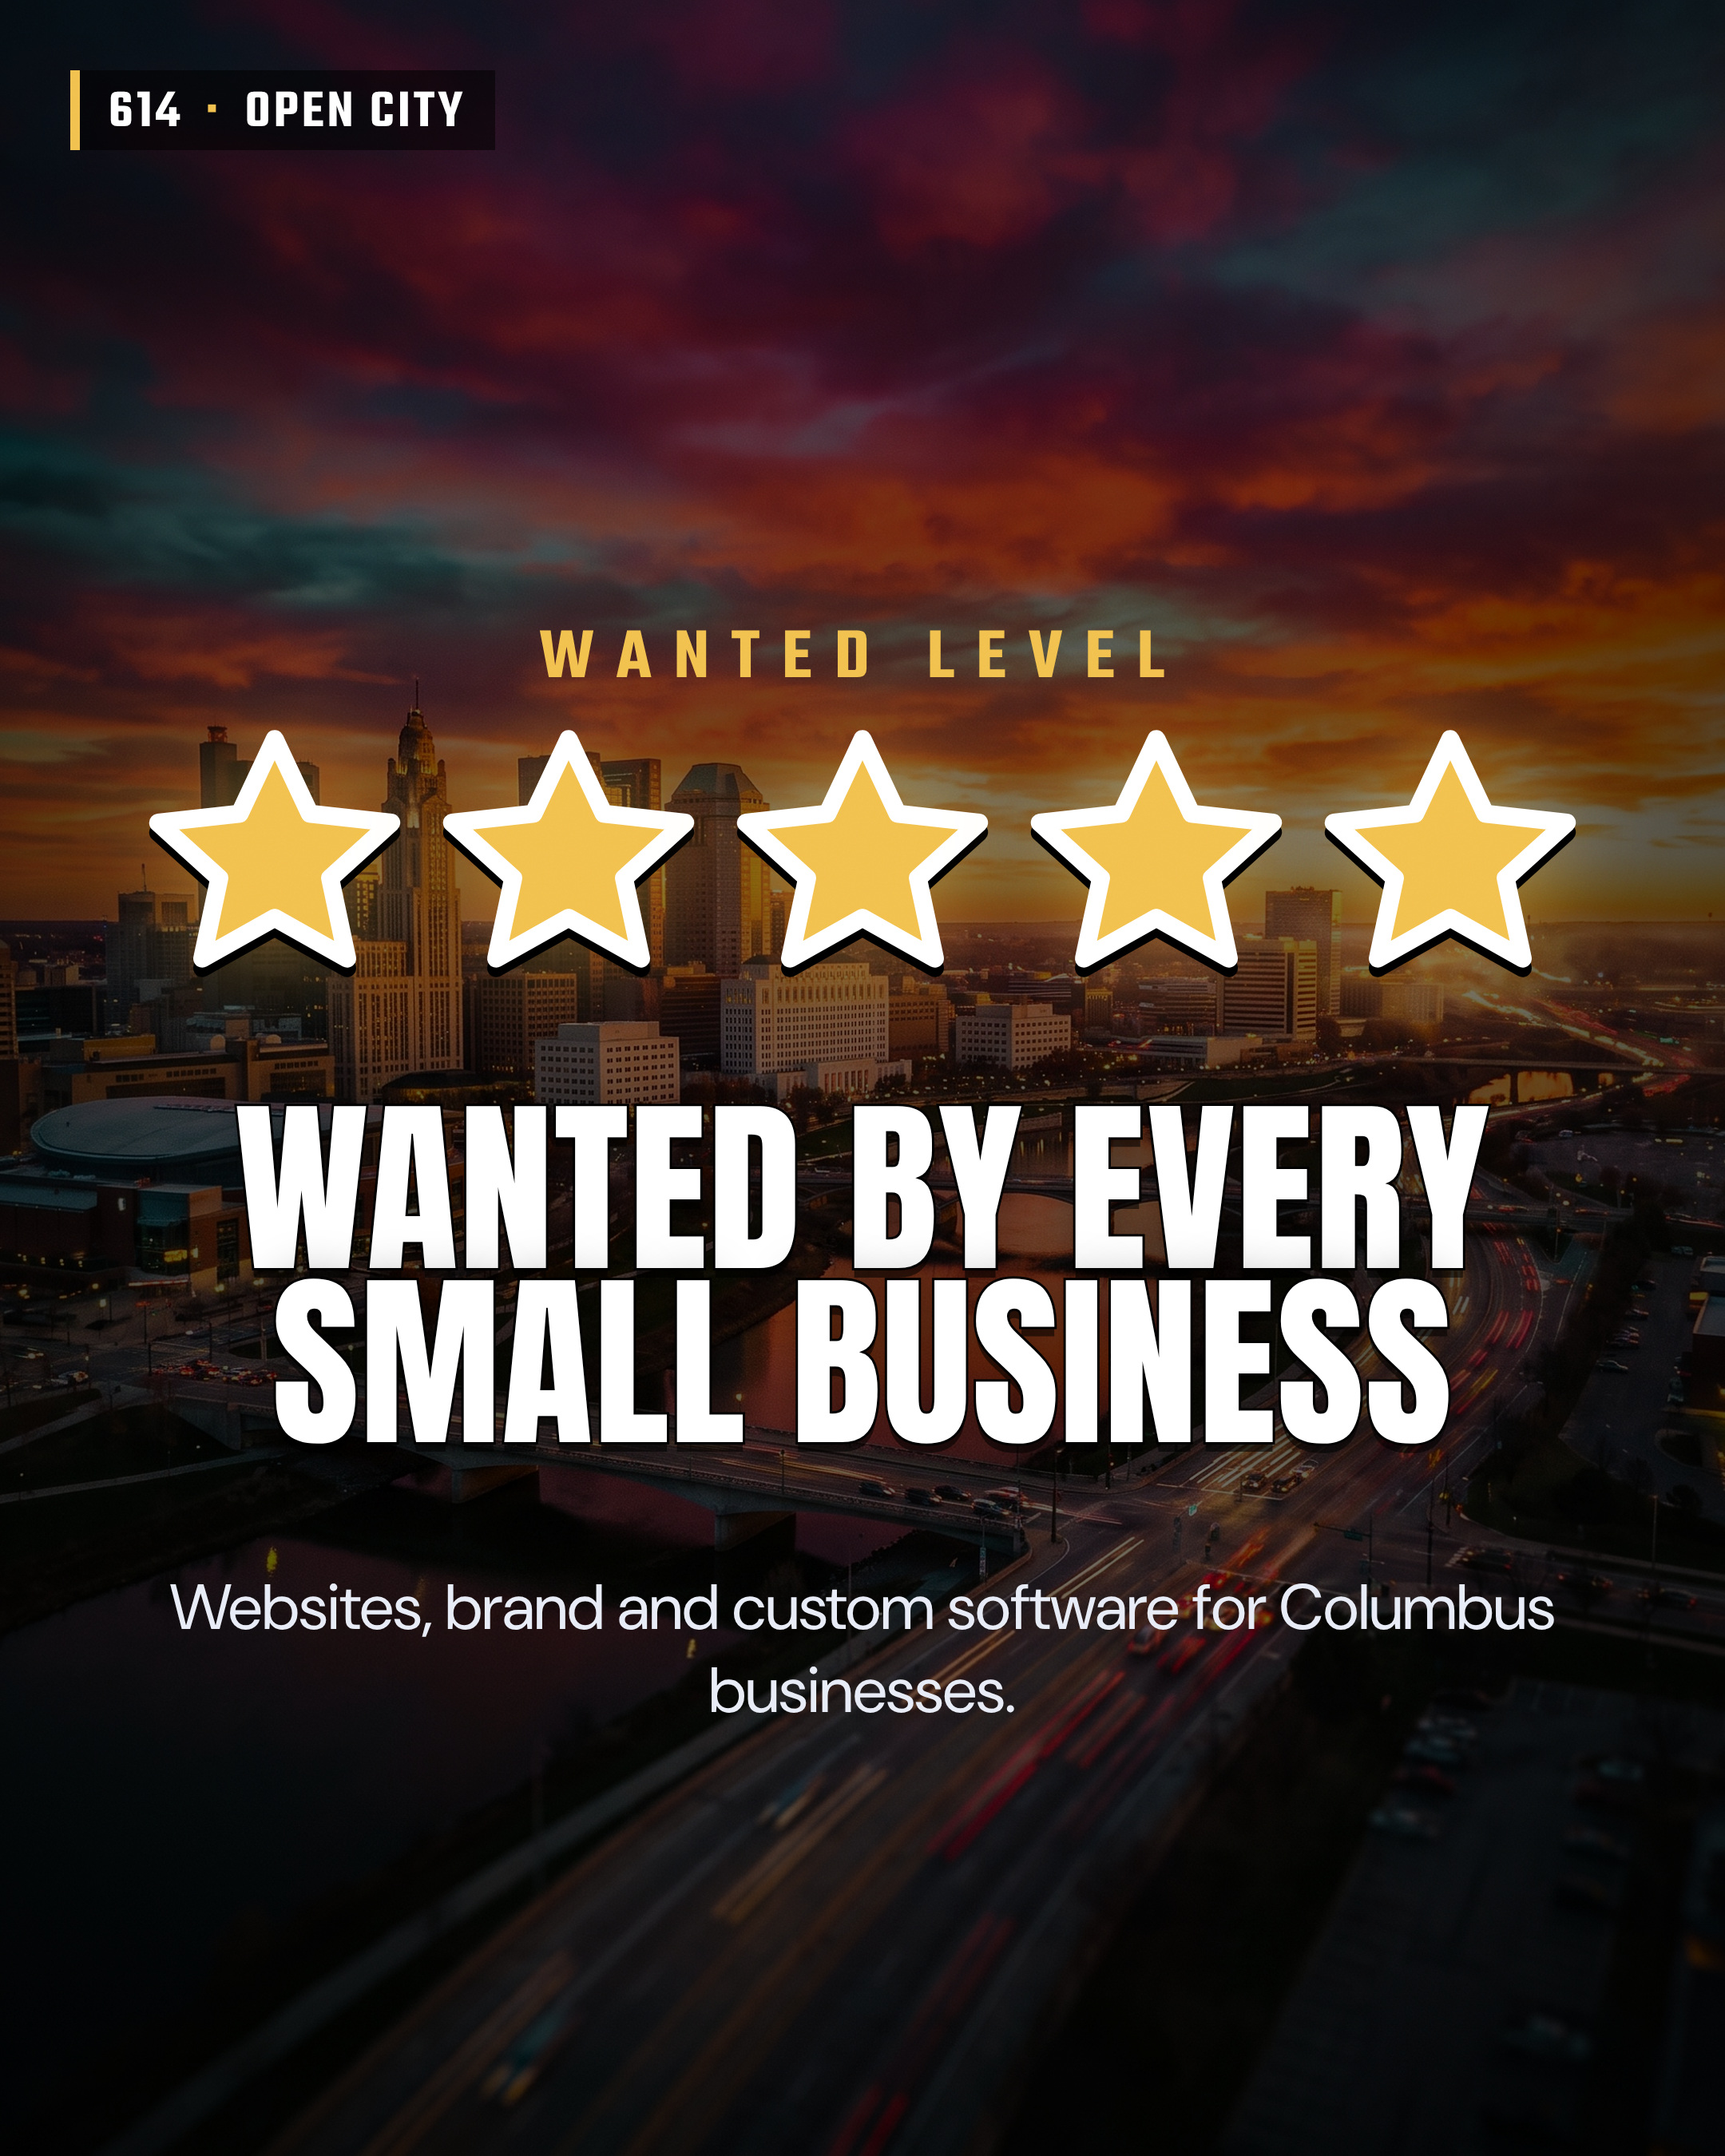 614 · OPEN CITY
WANTED LEVEL
WANTED BY EVERY
SMALL BUSINESS
Websites, brand and custom software for Columbus
businesses.